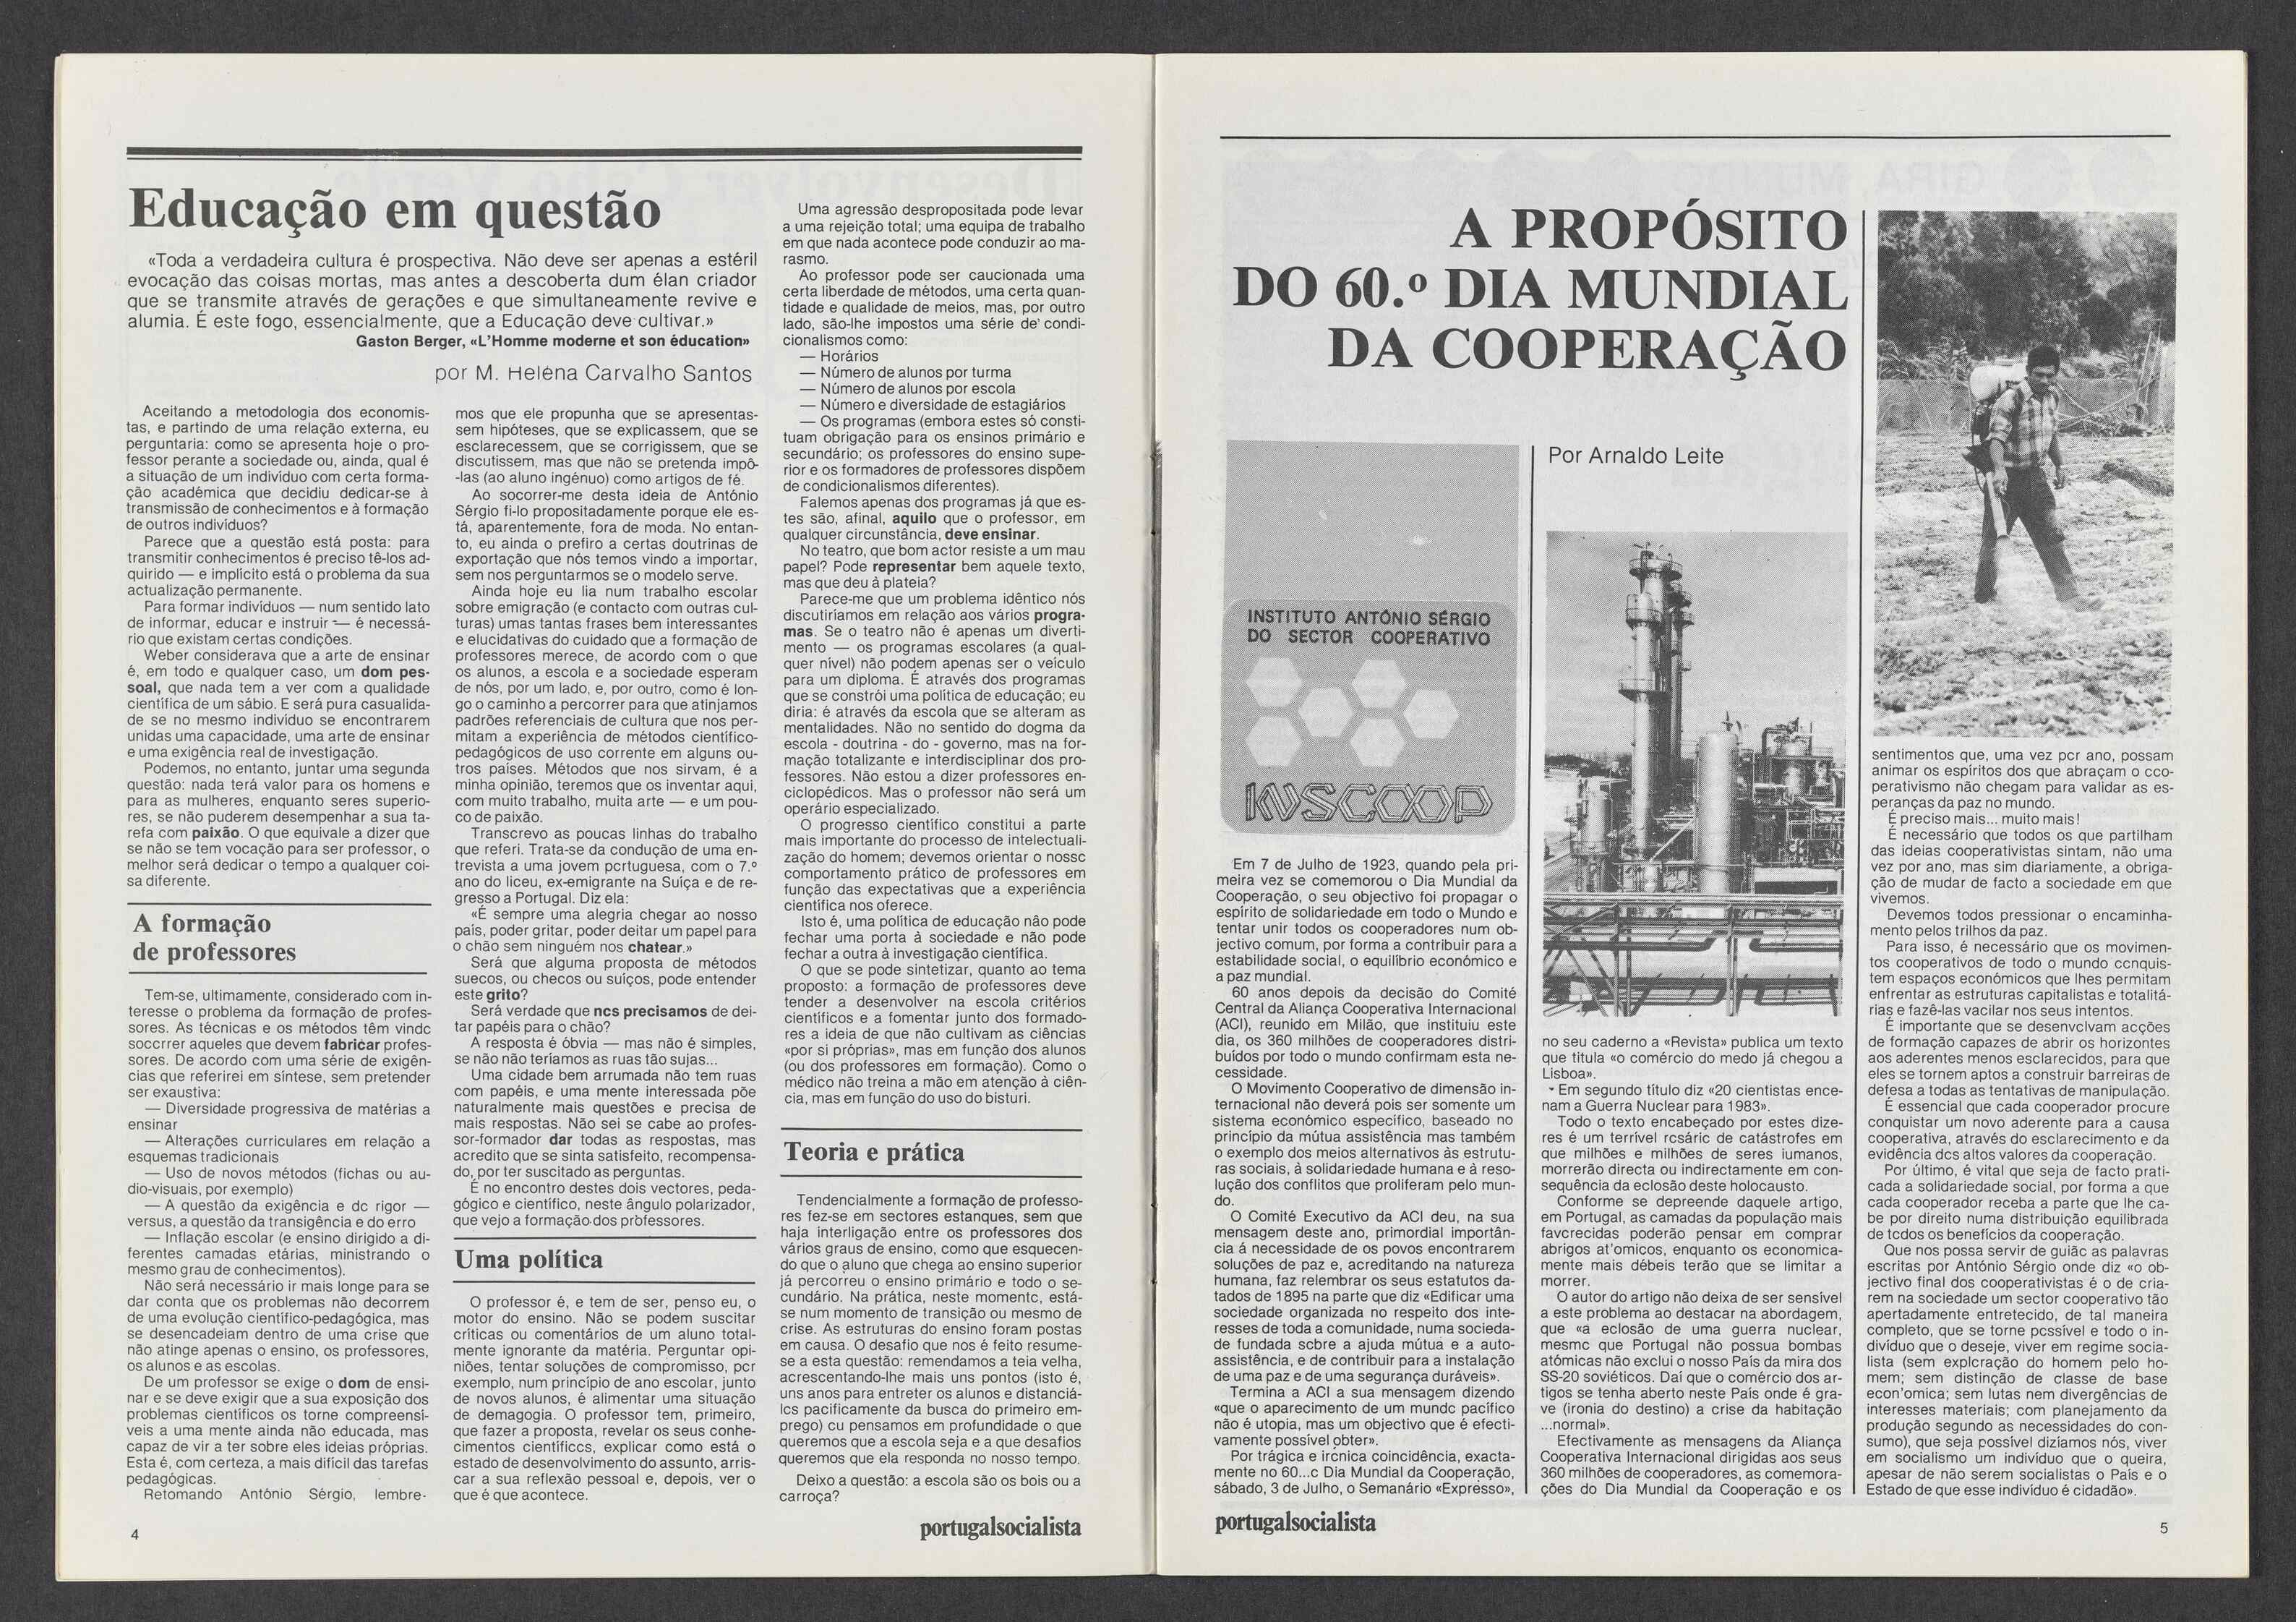 Educação em questão
«Toda a verdadeira cultura é prospectiva. Não deve ser apenas a estéril
evocação das coisas mortas, mas antes a descoberta dum élan criador
que se transmite através de gerações e que simultaneamente revive e
alumia. É este fogo, essencialmente, que a Educação deve cultivar.»
Gaston Berger, «L'Homme moderne et son éducation»
por M. Helena Carvalho Santos
Aceitando a metodologia dos economis-
tas, e partindo de uma relação externa, eu
perguntaria: como se apresenta hoje o pro-
fessor perante a sociedade ou, ainda, qual é
a situação de um indivíduo com certa forma-
ção académica que decidiu dedicar-se à
transmissão de conhecimentos e à formação
de outros indivíduos?
Parece que a questão está posta: para
transmitir conhecimentos é preciso tê-los ad-
quirido — e implícito está o problema da sua
actualização permanente.
Para formar indivíduos — num sentido lato
de informar, educar e instruir — é necessá-
rio que existam certas condições.
Weber considerava que a arte de ensinar
é, em todo e qualquer caso, um dom pes-
soal, que nada tem a ver com a qualidade
científica de um sábio. E será pura casualida-
de se no mesmo indivíduo se encontrarem
unidas uma capacidade, uma arte de ensinar
e uma exigência real de investigação.
Podemos, no entanto, juntar uma segunda
questão: nada terá valor para os homens e
para as mulheres, enquanto seres superio-
res, se não puderem desempenhar a sua ta-
refa com paixão. O que equivale a dizer que
se não se tem vocação para ser professor, o
melhor será dedicar o tempo a qualquer coi-
sa diferente.
A formação
de professores
Tem-se, ultimamente, considerado com in-
teresse o problema da formação de profes-
sores. As técnicas e os métodos têm vindc
soccrrer aqueles que devem fabricar profes-
sores. De acordo com uma série de exigên-
cias que referirei em síntese, sem pretender
ser exaustiva:
— Diversidade progressiva de matérias a
ensinar
— Alterações curriculares em relação a
esquemas tradicionais
— Uso de novos métodos (fichas ou au-
dio-visuais, por exemplo)
— A questão da exigência e dc rigor —
versus, a questão da transigência e do erro
— Inflação escolar (e ensino dirigido a di-
ferentes camadas etárias, ministrando o
mesmo grau de conhecimentos).
Não será necessário ir mais longe para se
dar conta que os problemas não decorrem
de uma evolução científico-pedagógica, mas
se desencadeiam dentro de uma crise que
não atinge apenas o ensino, os professores,
os alunos e as escolas.
De um professor se exige o dom de ensi-
nar e se deve exigir que a sua exposição dos
problemas científicos os torne compreensí-
veis a uma mente ainda não educada, mas
capaz de vir a ter sobre eles ideias próprias.
Esta é, com certeza, a mais difícil das tarefas
pedagógicas.
Retomando António Sérgio, lembre-
mos que ele propunha que se apresentas-
sem hipóteses, que se explicassem, que se
esclarecessem, que se corrigissem, que se
discutissem, mas que não se pretenda impô-
-las (ao aluno ingénuo) como artigos de fé.
Ao socorrer-me desta ideia de António
Sérgio fi-lo propositadamente porque ele es-
tá, aparentemente, fora de moda. No entan-
to, eu ainda o prefiro a certas doutrinas de
exportação que nós temos vindo a importar,
sem nos perguntarmos se o modelo serve.
Ainda hoje eu lia num trabalho escolar
sobre emigração (e contacto com outras cul-
turas) umas tantas frases bem interessantes
e elucidativas do cuidado que a formação de
professores merece, de acordo com o que
os alunos, a escola e a sociedade esperam
de nós, por um lado, e, por outro, como é lon-
go o caminho a percorrer para que atinjamos
padrões referenciais de cultura que nos per-
mitam a experiência de métodos científico-
pedagógicos de uso corrente em alguns ou-
tros países. Métodos que nos sirvam, é a
minha opinião, teremos que os inventar aqui,
com muito trabalho, muita arte — e um pou-
co de paixão.
Transcrevo as poucas linhas do trabalho
que referi. Trata-se da condução de uma en-
trevista a uma jovem pcrtuguesa, com o 7.º
ano do liceu, ex-emigrante na Suíça e de re-
gresso a Portugal. Diz ela:
«É sempre uma alegria chegar ao nosso
país, poder gritar, poder deitar um papel para
o chão sem ninguém nos chatear.»
Será que alguma proposta de métodos
suecos, ou checos ou suíços, pode entender
este grito?
Será verdade que ncs precisamos de dei-
tar papéis para o chão?
A resposta é óbvia — mas não é simples,
se não não teríamos as ruas tão sujas...
Uma cidade bem arrumada não tem ruas
com papéis, e uma mente interessada põe
naturalmente mais questões e precisa de
mais respostas. Não sei se cabe ao profes-
sor-formador dar todas as respostas, mas
acredito que se sinta satisfeito, recompensa-
do, por ter suscitado as perguntas.
É no encontro destes dois vectores, peda-
gógico e científico, neste ângulo polarizador,
que vejo a formação dos professores.
Uma política
O professor é, e tem de ser, penso eu, o
motor do ensino. Não se podem suscitar
críticas ou comentários de um aluno total-
mente ignorante da matéria. Perguntar opi-
niões, tentar soluções de compromisso, pcr
exemplo, num princípio de ano escolar, junto
de novos alunos, é alimentar uma situação
de demagogia. O professor tem, primeiro,
que fazer a proposta, revelar os seus conhe-
cimentos científiccs, explicar como está o
estado de desenvolvimento do assunto, arris-
car a sua reflexão pessoal e, depois, ver o
que é que acontece.
Uma agressão despropositada pode levar
a uma rejeição total; uma equipa de trabalho
em que nada acontece pode conduzir ao ma-
rasmo.
Ao professor pode ser caucionada uma
certa liberdade de métodos, uma certa quan-
tidade e qualidade de meios, mas, por outro
lado, são-lhe impostos uma série de condi-
cionalismos como:
— Horários
— Número de alunos por turma
— Número de alunos por escola
— Número e diversidade de estagiários
— Os programas (embora estes só consti-
tuam obrigação para os ensinos primário e
secundário; os professores do ensino supe-
rior e os formadores de professores dispõem
de condicionalismos diferentes).
Falemos apenas dos programas já que es-
tes são, afinal, aquilo que o professor, em
qualquer circunstância, deve ensinar.
No teatro, que bom actor resiste a um mau
papel? Pode representar bem aquele texto,
mas que deu à plateia?
Parece-me que um problema idêntico nós
discutiríamos em relação aos vários progra-
mas. Se o teatro não é apenas um diverti-
mento — os programas escolares (a qual-
quer nível) não podem apenas ser o veículo
para um diploma. É através dos programas
que se constrói uma política de educação; eu
diria: é através da escola que se alteram as
mentalidades. Não no sentido do dogma da
escola - doutrina - do - governo, mas na for-
mação totalizante e interdisciplinar dos pro-
fessores. Não estou a dizer professores en-
ciclopédicos. Mas o professor não será um
operário especializado.
O progresso científico constitui a parte
mais importante do processo de intelectuali-
zação do homem; devemos orientar o nossc
comportamento prático de professores em
função das expectativas que a experiência
científica nos oferece.
Isto é, uma política de educação não pode
fechar uma porta à sociedade e não pode
fechar a outra à investigação científica.
O que se pode sintetizar, quanto ao tema
proposto: a formação de professores deve
tender a desenvolver na escola critérios
científicos e a fomentar junto dos formado-
res a ideia de que não cultivam as ciências
«por si próprias», mas em função dos alunos
(ou dos professores em formação). Como o
médico não treina a mão em atenção à ciên-
cia, mas em função do uso do bisturi.
Teoria e prática
Tendencialmente a formação de professo-
res fez-se em sectores estanques, sem que
haja interligação entre os professores dos
vários graus de ensino, como que esquecen-
do que o aluno que chega ao ensino superior
já percorreu o ensino primário e todo o se-
cundário. Na prática, neste momentc, está-
se num momento de transição ou mesmo de
crise. As estruturas do ensino foram postas
em causa. O desafio que nos é feito resume-
se a esta questão: remendamos a teia velha,
acrescentando-lhe mais uns pontos (isto é,
uns anos para entreter os alunos e distanciá-
lcs pacificamente da busca do primeiro em-
prego) cu pensamos em profundidade o que
queremos que a escola seja e a que desafios
queremos que ela responda no nosso tempo.
Deixo a questão: a escola são os bois ou a
carroça?
4
portugalsocialista
A PROPÓSITO
DO 60.º DIA MUNDIAL
DA COOPERAÇÃO
Por Arnaldo Leite
INSTITUTO ANTÓNIO SÉRGIO
DO SECTOR COOPERATIVO
INSCOOP
Em 7 de Julho de 1923, quando pela pri-
meira vez se comemorou o Dia Mundial da
Cooperação, o seu objectivo foi propagar o
espírito de solidariedade em todo o Mundo e
tentar unir todos os cooperadores num ob-
jectivo comum, por forma a contribuir para a
estabilidade social, o equilíbrio económico e
a paz mundial.
60 anos depois da decisão do Comité
Central da Aliança Cooperativa Internacional
(ACI), reunido em Milão, que instituiu este
dia, os 360 milhões de cooperadores distri-
buídos por todo o mundo confirmam esta ne-
cessidade.
O Movimento Cooperativo de dimensão in-
ternacional não deverá pois ser somente um
sistema económico específico, baseado no
princípio da mútua assistência mas também
o exemplo dos meios alternativos às estrutu-
ras sociais, à solidariedade humana e à reso-
lução dos conflitos que proliferam pelo mun-
do.
O Comité Executivo da ACI deu, na sua
mensagem deste ano, primordial importân-
cia á necessidade de os povos encontrarem
soluções de paz e, acreditando na natureza
humana, faz relembrar os seus estatutos da-
tados de 1895 na parte que diz «Edificar uma
sociedade organizada no respeito dos inte-
resses de toda a comunidade, numa socieda-
de fundada scbre a ajuda mútua e a auto-
assistência, e de contribuir para a instalação
de uma paz e de uma segurança duráveis».
Termina a ACI a sua mensagem dizendo
«que o aparecimento de um mundc pacífico
não é utopia, mas um objectivo que é efecti-
vamente possível obter».
Por trágica e ircnica coincidência, exacta-
mente no 60...c Dia Mundial da Cooperação,
sábado, 3 de Julho, o Semanário «Expresso»,
no seu caderno a «Revista» publica um texto
que titula «o comércio do medo já chegou a
Lisboa».
Em segundo título diz «20 cientistas ence-
nam a Guerra Nuclear para 1983».
Todo o texto encabeçado por estes dize-
res é um terrível rcsáric de catástrofes em
que milhões e milhões de seres iumanos,
morrerão directa ou indirectamente em con-
sequência da eclosão deste holocausto.
Conforme se depreende daquele artigo,
em Portugal, as camadas da população mais
favcrecidas poderão pensar em comprar
abrigos at'omicos, enquanto os economica-
mente mais débeis terão que se limitar a
morrer.
O autor do artigo não deixa de ser sensível
a este problema ao destacar na abordagem,
que «a eclosão de uma guerra nuclear,
mesmc que Portugal não possua bombas
atómicas não exclui o nosso País da mira dos
SS-20 soviéticos. Daí que o comércio dos ar-
tigos se tenha aberto neste País onde é gra-
ve (ironia do destino) a crise da habitação
...normal».
Efectivamente as mensagens da Aliança
Cooperativa Internacional dirigidas aos seus
360 milhões de cooperadores, as comemora-
ções do Dia Mundial da Cooperação e os
sentimentos que, uma vez pcr ano, possam
animar os espíritos dos que abraçam o cco-
perativismo não chegam para validar as es-
peranças da paz no mundo.
É preciso mais... muito mais!
É necessário que todos os que partilham
das ideias cooperativistas sintam, não uma
vez por ano, mas sim diariamente, a obriga-
ção de mudar de facto a sociedade em que
vivemos.
Devemos todos pressionar o encaminha-
mento pelos trilhos da paz.
Para isso, é necessário que os movimen-
tos cooperativos de todo o mundo ccnquis-
tem espaços económicos que lhes permitam
enfrentar as estruturas capitalistas e totalitá-
rias e fazê-las vacilar nos seus intentos.
É importante que se desenvclvam acções
de formação capazes de abrir os horizontes
aos aderentes menos esclarecidos, para que
eles se tornem aptos a construir barreiras de
defesa a todas as tentativas de manipulação.
É essencial que cada cooperador procure
conquistar um novo aderente para a causa
cooperativa, através do esclarecimento e da
evidência dcs altos valores da cooperação.
Por último, é vital que seja de facto prati-
cada a solidariedade social, por forma a que
cada cooperador receba a parte que lhe ca-
be por direito numa distribuição equilibrada
de tcdos os benefícios da cooperação.
Que nos possa servir de guiãc as palavras
escritas por António Sérgio onde diz «o ob-
jectivo final dos cooperativistas é o de cria-
rem na sociedade um sector cooperativo tão
apertadamente entretecido, de tal maneira
completo, que se torne pcssível e todo o in-
divíduo que o deseje, viver em regime socia-
lista (sem explcração do homem pelo ho-
mem; sem distinção de classe de base
econ'omica; sem lutas nem divergências de
interesses materiais; com planejamento da
produção segundo as necessidades do con-
sumo), que seja possível dizíamos nós, viver
em socialismo um indivíduo que o queira,
apesar de não serem socialistas o País e o
Estado de que esse indivíduo é cidadão».
portugalsocialista
5